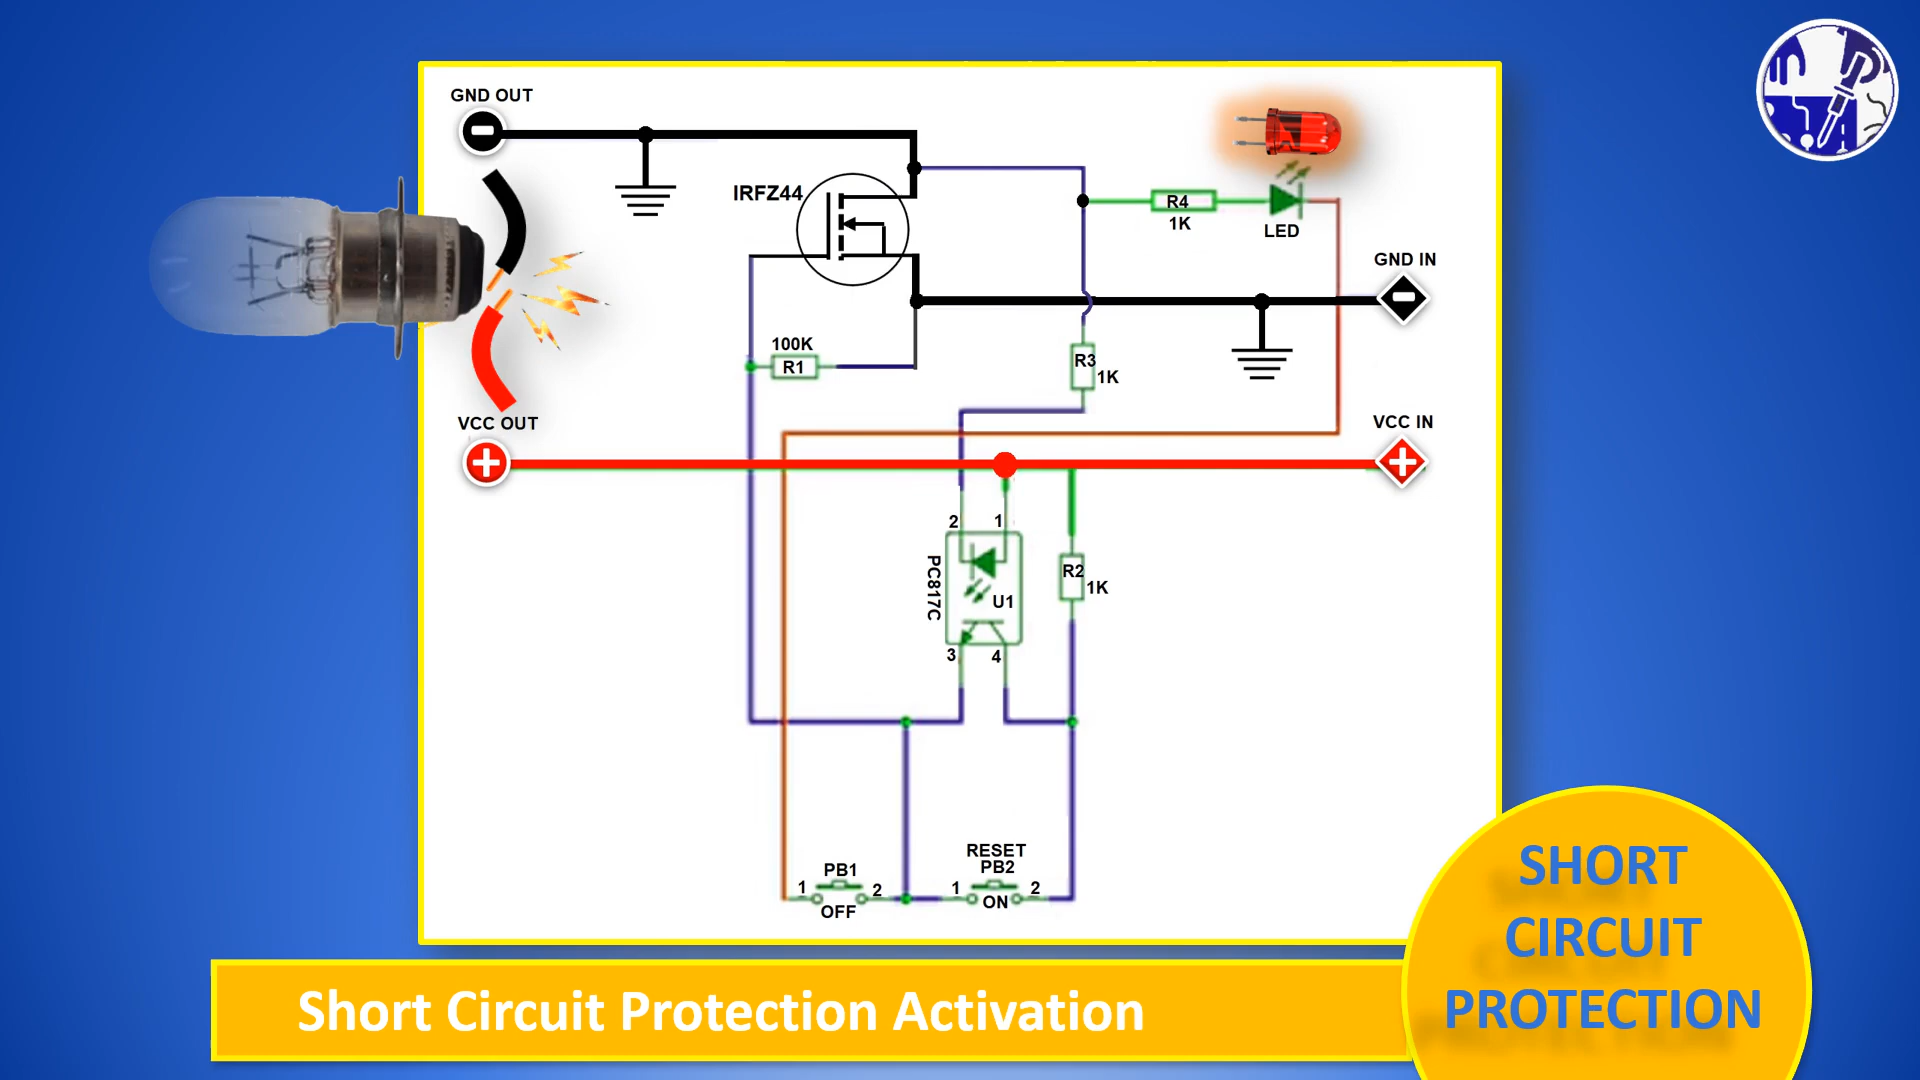 GND OUT
IRFZ44
R4
1K
LED
GND IN
100K
R1
R3
1K
VCC OUT
VCC IN
2
1
PC817C
U1
R2
1K
3
4
RESET
PB1
PB2
1
2
1
2
OFF
ON
SHORT
CIRCUIT
PROTECTION
Short Circuit Protection Activation